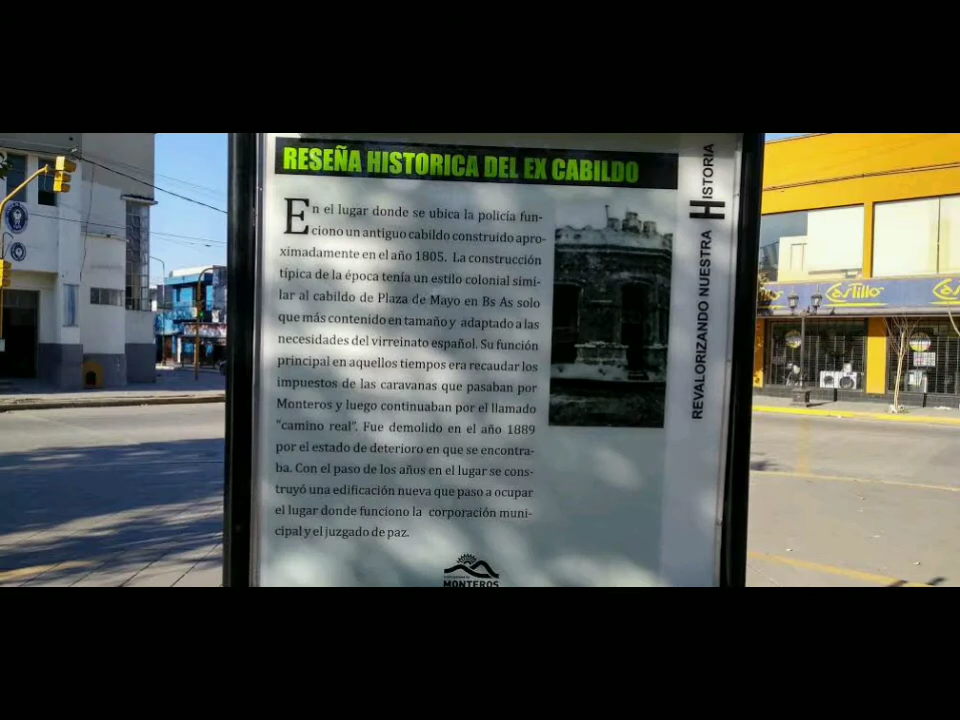 RESEÑA HISTORICA DEL EX CABILDO
En el lugar donde se ubica la policía fun-
ciono un antiguo cabildo construido apro-
ximadamente en el año 1805. La construcción
típica de la época tenía un estilo colonial simi-
lar al cabildo de Plaza de Mayo en Bs As solo
que más contenido en tamaño y adaptado a las
necesidades del virreinato español. Su función
principal en aquellos tiempos era recaudar los
impuestos de las caravanas que pasaban por
Monteros y luego continuaban por el llamado
"camino real". Fue demolido en el año 1889
por el estado de deterioro en que se encontra-
ba. Con el paso de los años en el lugar se cons-
truyó una edificación nueva que paso a ocupar
el lugar donde funciono la corporación muni-
cipal y el juzgado de paz.
MONTEROS
REVALORIZANDO NUESTRA HISTORIA
Castillo